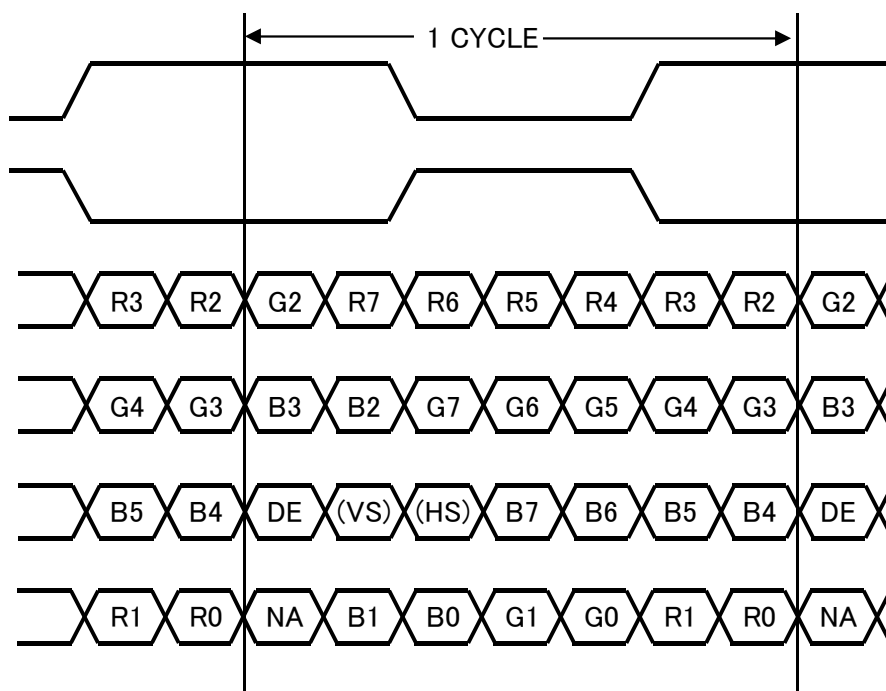 1 CYCLE
R3 R2 G2 R7 R6 R5 R4 R3 R2 G2
G4 G3 B3 B2 G7 G6 G5 G4 G3 B3
B5 B4 DE (VS) (HS) B7 B6 B5 B4 DE
R1 R0 NA B1 B0 G1 G0 R1 R0 NA